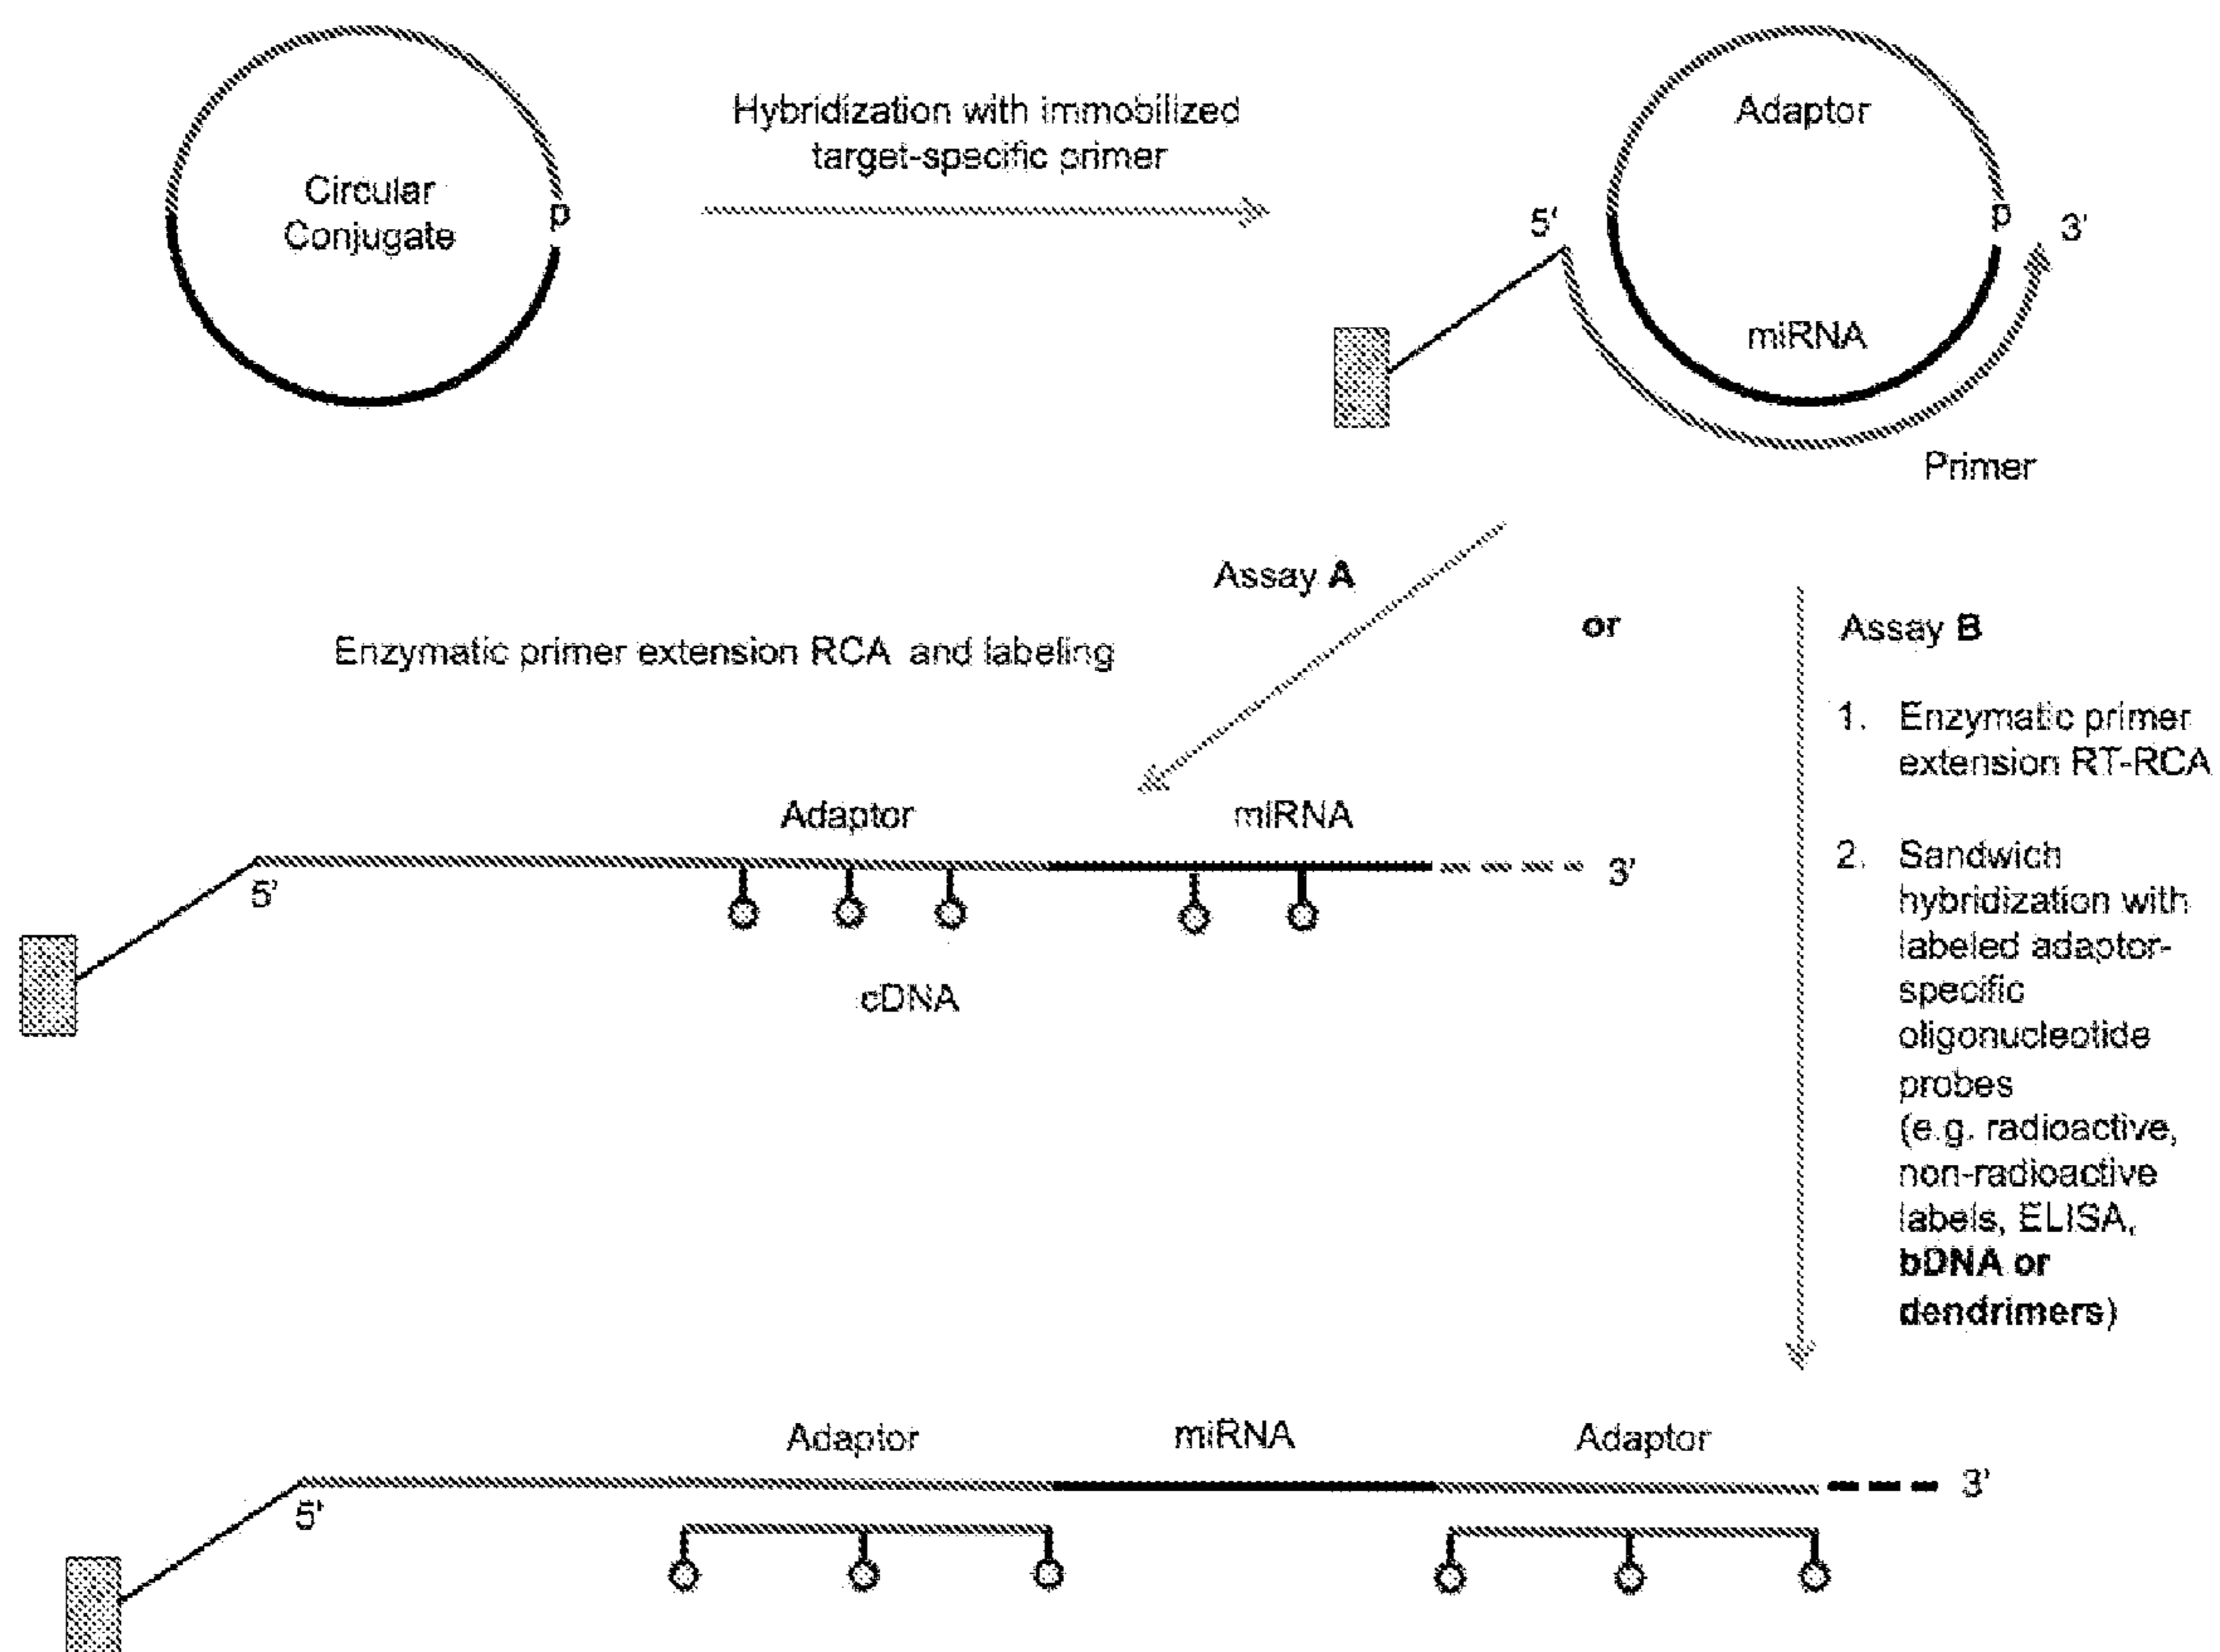 Circular
Conjugate
p
Hybridization with immobilized
target-specific primer
Adaptor
p
5'
3'
miRNA
Primer
Assay A
or
Enzymatic primer extension RCA and labeling
Assay B
1. Enzymatic primer
extension RT-RCA
2. Sandwich
hybridization with
labeled adaptor-
specific
oligonucleotide
probes
(e.g. radioactive,
non-radioactive
labels, ELISA,
bDNA or
dendrimers)
Adaptor
miRNA
5'
3'
cDNA
Adaptor
miRNA
Adaptor
5'
3'